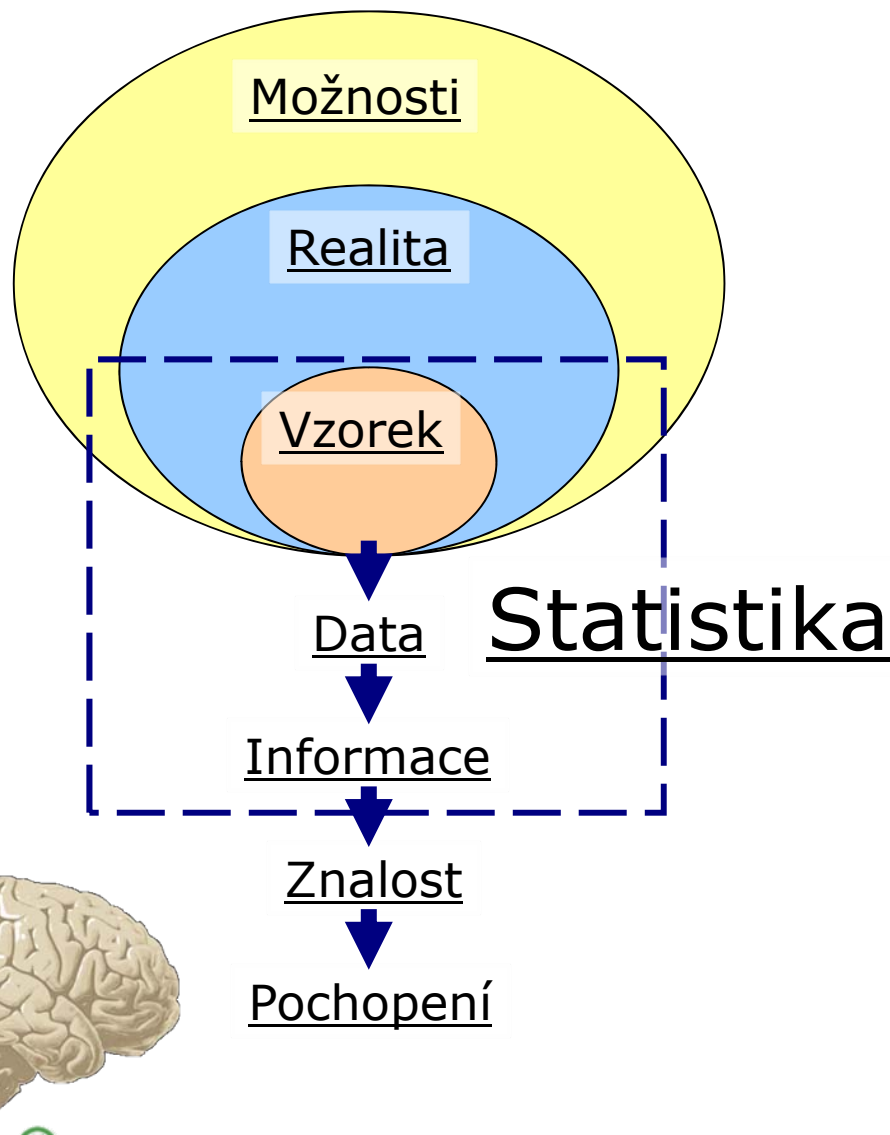 Možnosti
Realita
Vzorek
Data
Statistika
Informace
Znalost
Pochopení